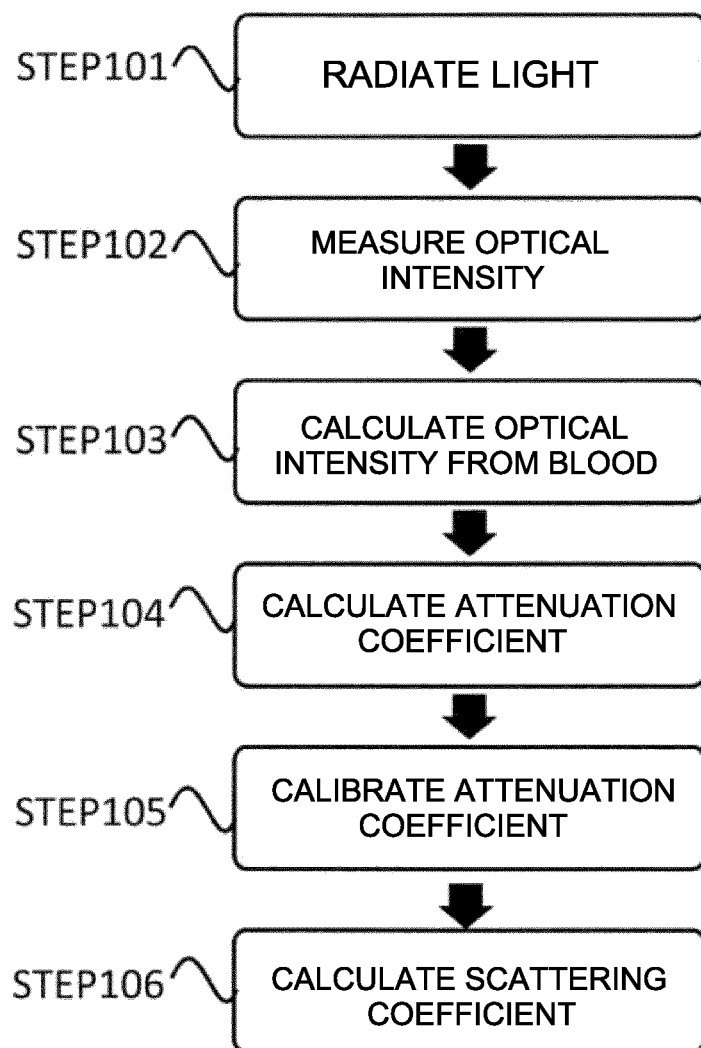 STEP101
RADIATE LIGHT
STEP102
MEASURE OPTICAL
INTENSITY
STEP103
CALCULATE OPTICAL
INTENSITY FROM BLOOD
STEP104
CALCULATE ATTENUATION
COEFFICIENT
STEP105
CALIBRATE ATTENUATION
COEFFICIENT
STEP106
CALCULATE SCATTERING
COEFFICIENT